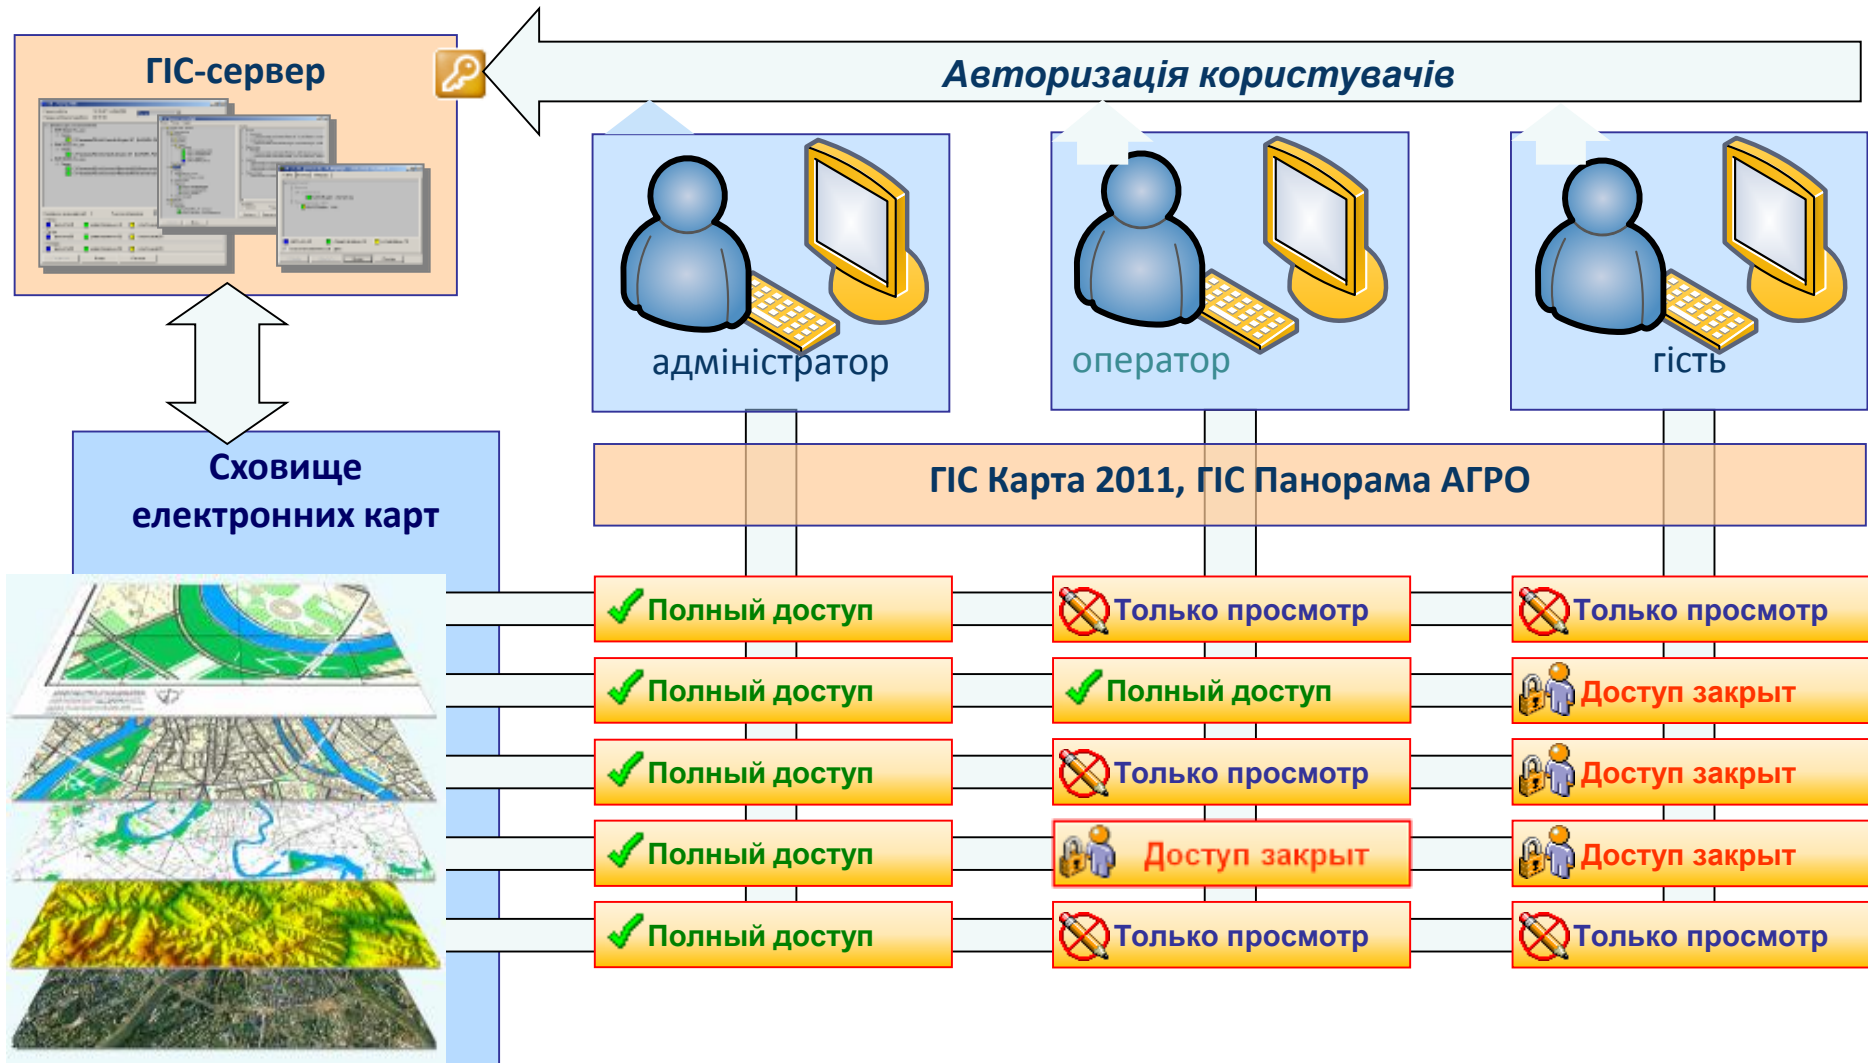 ГІС-сервер
Авторизація користувачів
адміністратор
оператор
гість
Сховище
електронних карт
ГІС Карта 2011, ГІС Панорама АГРО
Полный доступ
Только просмотр
Только просмотр
Полный доступ
Полный доступ
Доступ закрыт
Полный доступ
Только просмотр
Доступ закрыт
Полный доступ
Доступ закрыт
Доступ закрыт
Полный доступ
Только просмотр
Только просмотр